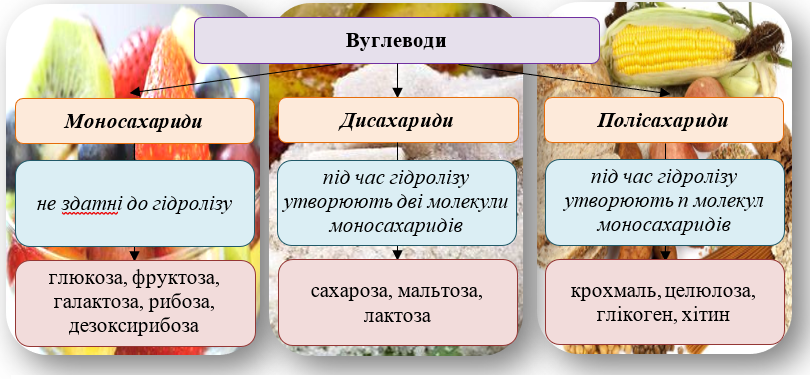 Вуглеводи
Моносахариди
не здатні до гідролізу
глюкоза, фруктоза,
галактоза, рибоза,
дезоксирибоза
Дисахариди
під час гідролізу
утворюють дві молекули
моносахаридів
сахароза, мальтоза,
лактоза
Полісахариди
під час гідролізу
утворюють n молекул
моносахаридів
крохмаль, целюлоза,
глікоген, хітин